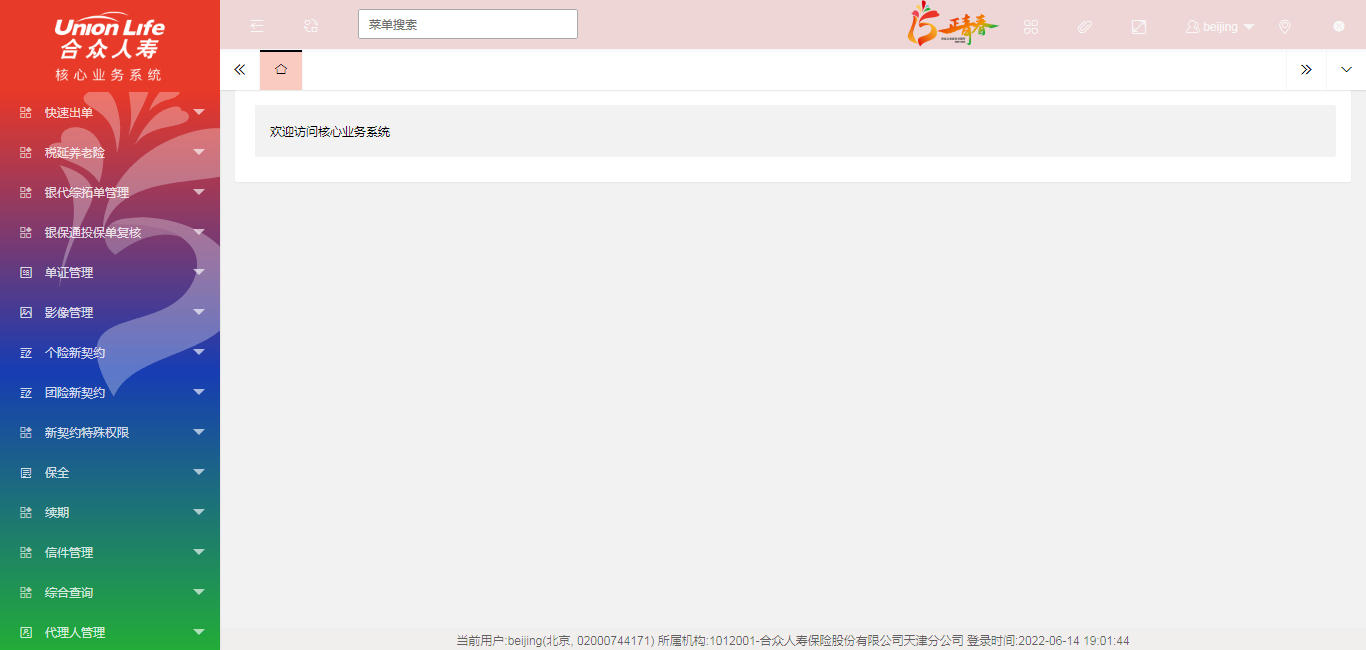 Union Life
合众人寿
核心业务系统
菜单搜索
15正青春
beijing
快速出单
税延养老险
银代综拓单管理
银保通投保单复核
单证管理
影像管理
个险新契约
团险新契约
新契约特殊权限
保全
续期
信件管理
综合查询
代理人管理
欢迎访问核心业务系统
当前用户:beijing(北京, 02000744171) 所属机构:1012001-合众人寿保险股份有限公司天津分公司 登录时间:2022-06-14 19:01:44